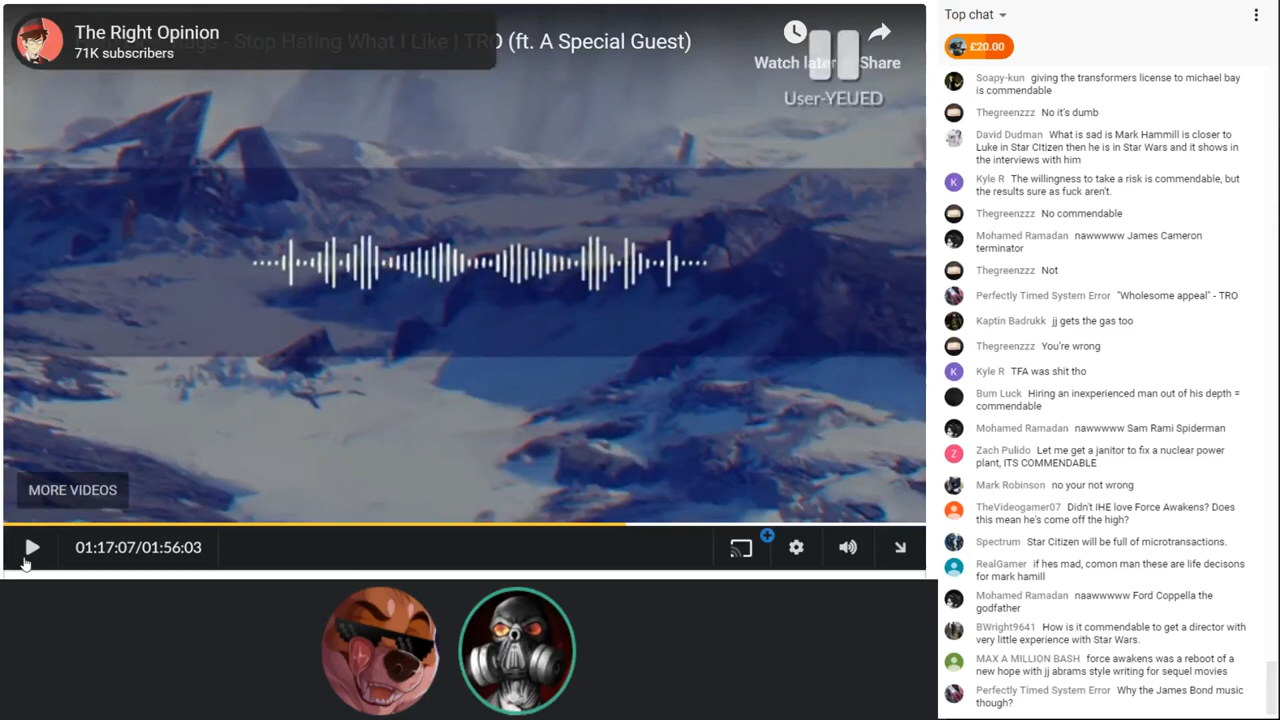 The Right Opinion
71K subscribers
- Stop Hating What I Like | TRO (ft. A Special Guest)
Watch later
Share
User-YEUED
MORE VIDEOS
01:17:07/01:56:03
Top chat
£20.00
Soapy-kun giving the transformers license to michael bay
is commendable
Thegreenzzz No it's dumb
David Dudman What is sad is Mark Hammill is closer to
Luke in Star CItizen then he is in Star Wars and it shows in
the interviews with him
K
Kyle R The willingness to take a risk is commendable, but
the results sure as fuck aren't.
Thegreenzzz No commendable
Mohamed Ramadan nawwwww James Cameron
terminator
Thegreenzzz Not
Perfectly Timed System Error "Wholesome appeal" - TRO
Kaptin Badrukk jj gets the gas too
Thegreenzzz You're wrong
K
Kyle R TFA was shit tho
Bum Luck Hiring an inexperienced man out of his depth =
commendable
Mohamed Ramadan nawwwww Sam Rami Spiderman
Z
Zach Pulido Let me get a janitor to fix a nuclear power
plant, ITS COMMENDABLE
Mark Robinson no your not wrong
TheVideogamer07 Didn't IHE love Force Awakens? Does
this mean he's come off the high?
Spectrum Star Citizen will be full of microtransactions.
RealGamer if hes mad, comon man these are life decisons
for mark hamill
Mohamed Ramadan naawwwww Ford Coppella the
godfather
BWright9641 How is it commendable to get a director with
very little experience with Star Wars.
MAX A MILLION BASH force awakens was a reboot of a
new hope with jj abrams style writing for sequel movies
Perfectly Timed System Error Why the James Bond music
though?